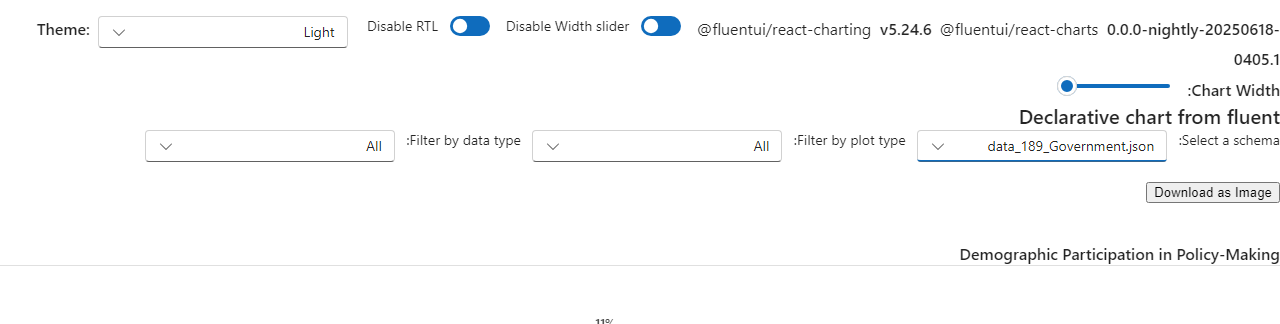 Theme: Light Disable RTL Disable Width slider @fluentui/react-charting v5.24.6 @fluentui/react-charts 0.0.0-nightly-20250618-
0405.1
:Chart Width
Declarative chart from fluent
:Select a schema data_189_Government.json :Filter by plot type All :Filter by data type All
Download as Image
Demographic Participation in Policy-Making
11%